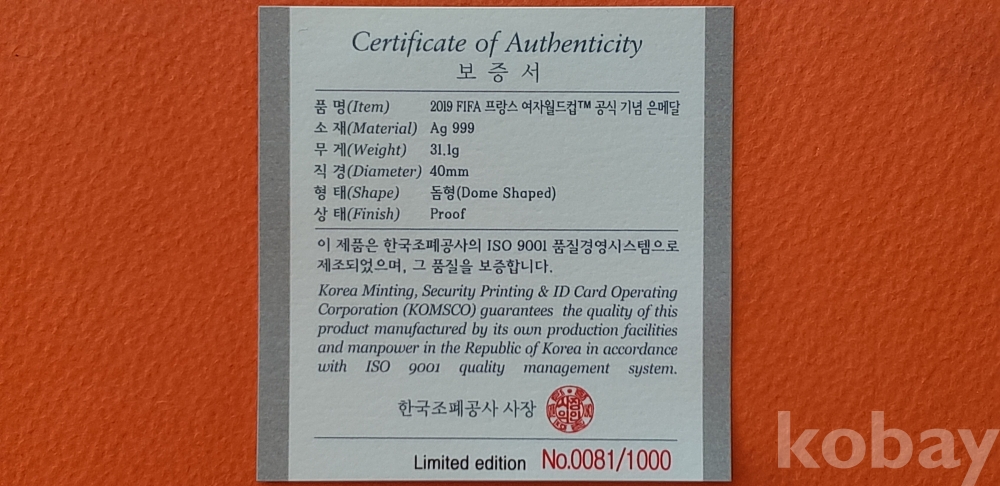 Certificate of Authenticity
보 증 서
품 명(Item) 2019 FIFA 프랑스 여자월드컵™ 공식 기념 은메달
소 재(Material) Ag 999
무 게(Weight) 31.1g
직 경(Diameter) 40mm
형 태(Shape) 돔형(Dome Shaped)
상 태(Finish) Proof
이 제품은 한국조폐공사의 ISO 9001 품질경영시스템으로
제조되었으며, 그 품질을 보증합니다.
Korea Minting, Security Printing & ID Card Operating
Corporation (KOMSCO) guarantees the quality of this
product manufactured by its own production facilities
and manpower in the Republic of Korea in accordance
with ISO 9001 quality management system.
한국조폐공사 사장
Limited edition No.0081/1000
kobay